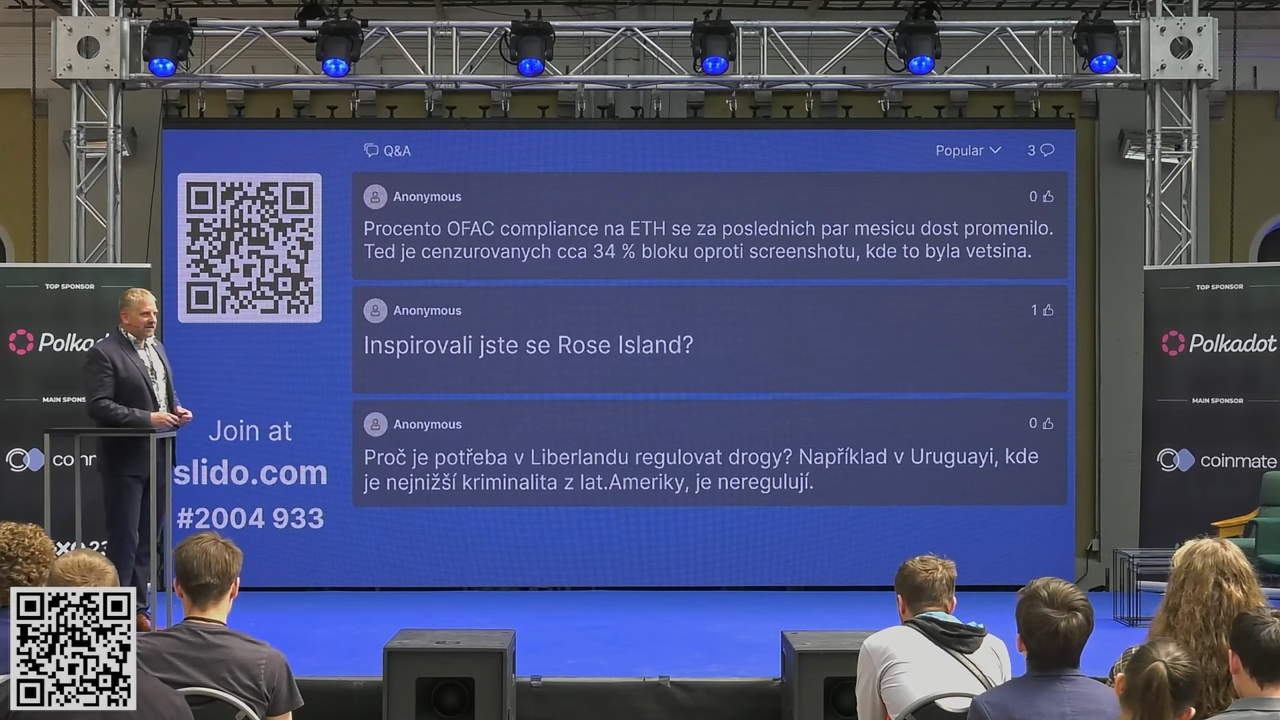 Q&A
Popular
3
Anonymous
0
Procento OFAC compliance na ETH se za poslednich par mesicu dost promenilo.
Ted je cenzurovanych cca 34 % bloku oproti screenshotu, kde to byla vetsina.
Anonymous
1
Inspirovali jste se Rose Island?
Anonymous
0
Proč je potřeba v Liberlandu regulovat drogy? Například v Uruguayi, kde
je nejnižší kriminalita z lat.Ameriky, je neregulují.
Join at
slido.com
#2004 933
TOP SPONSOR
Polkad
MAIN SPONS
coin
TOP SPONSOR
Polkadot
MAIN SPONSOR
coinmate